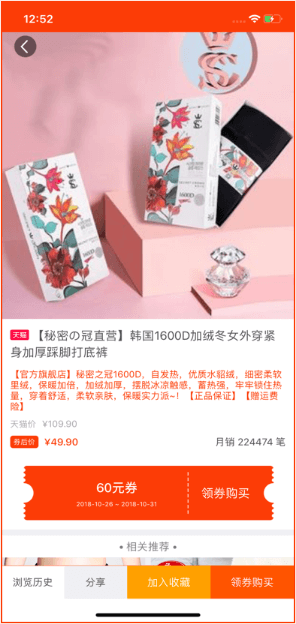 12:52
天猫 【秘密の冠直营】韩国1600D加绒冬女外穿紧
身加厚踩脚打底裤
【官方旗舰店】秘密之冠1600D，自发热，优质水貂绒，细密柔软
里绒，保暖加倍，加绒加厚，摆脱冰凉触感，蓄热强，牢牢锁住热
量，穿着舒适，柔软亲肤，保暖实力派~！【正品保证】【赠运费
险】
天猫价 ¥109.90
券后价 ¥49.90
月销 224474 笔
60元券
2018-10-26 ~ 2018-10-31
领券购买
• 相关推荐 •
浏览历史
分享
加入收藏
领券购买